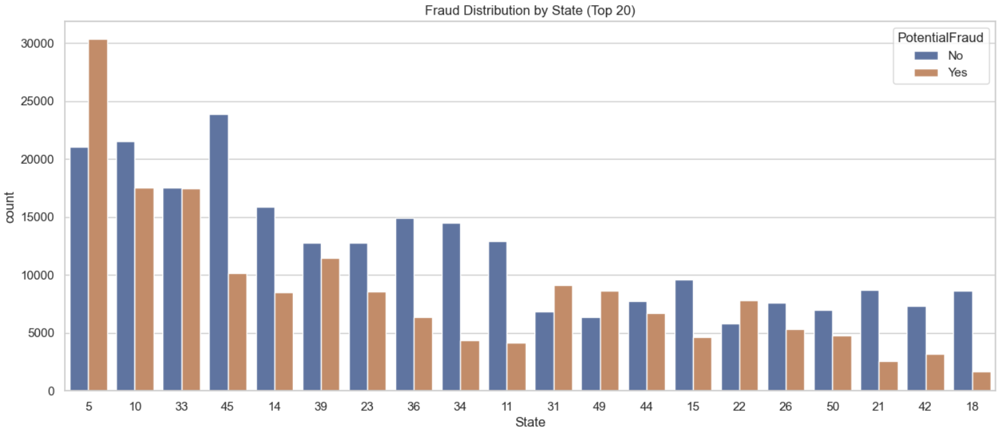 Fraud Distribution by State (Top 20)
PotentialFraud
No
Yes
count
30000
25000
20000
15000
10000
5000
0
5 10 33 45 14 39 23 36 34 11 31 49 44 15 22 26 50 21 42 18
State